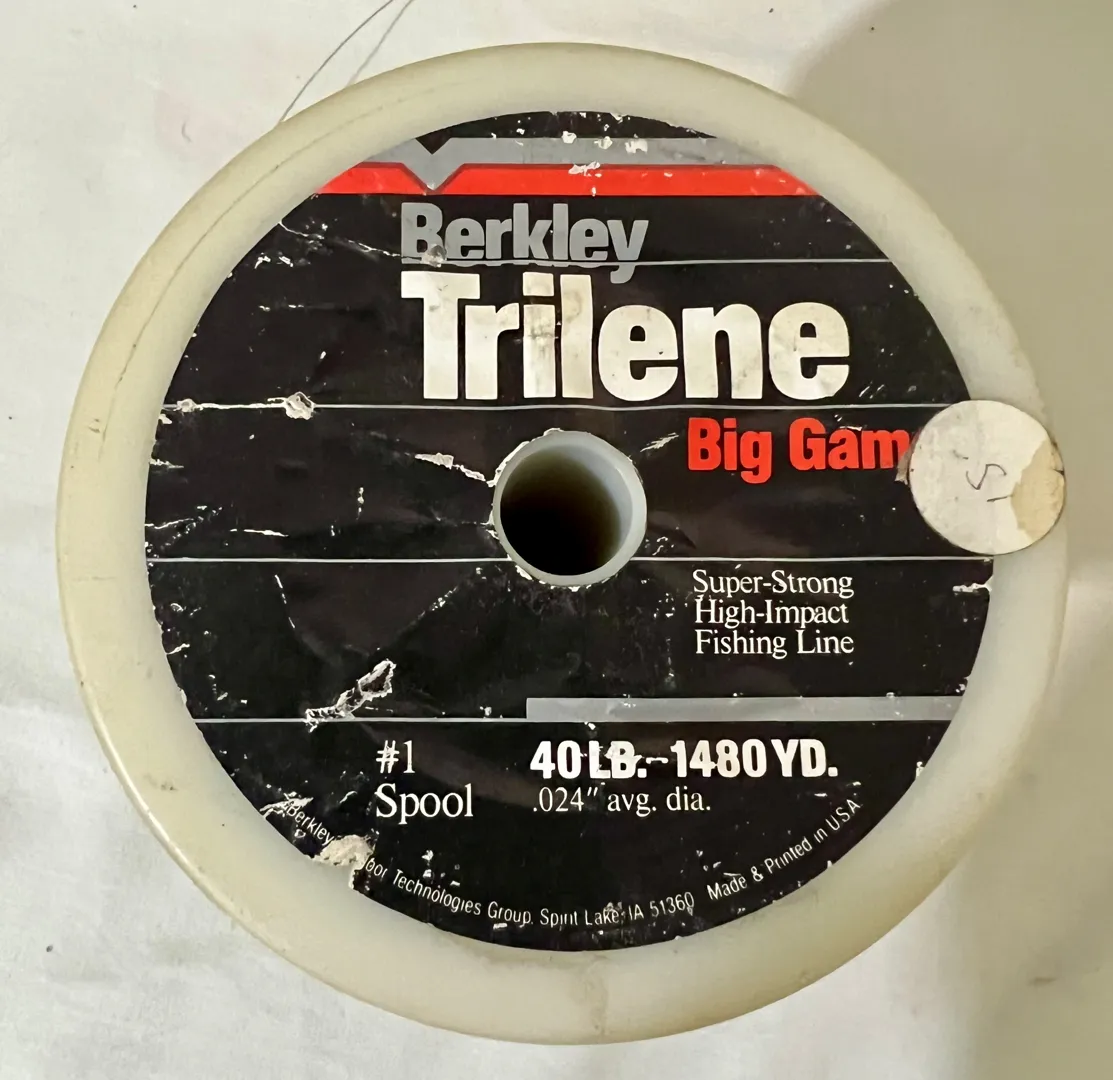 Berkley
Trilene
Big Gam
Super-Strong
High-Impact
Fishing Line
#1
Spool
40 LB.–1480 YD.
.024" avg. dia.
Berkley Technologies Group, Spirit Lake, IA 51360 Made & Printed in U.S.A.